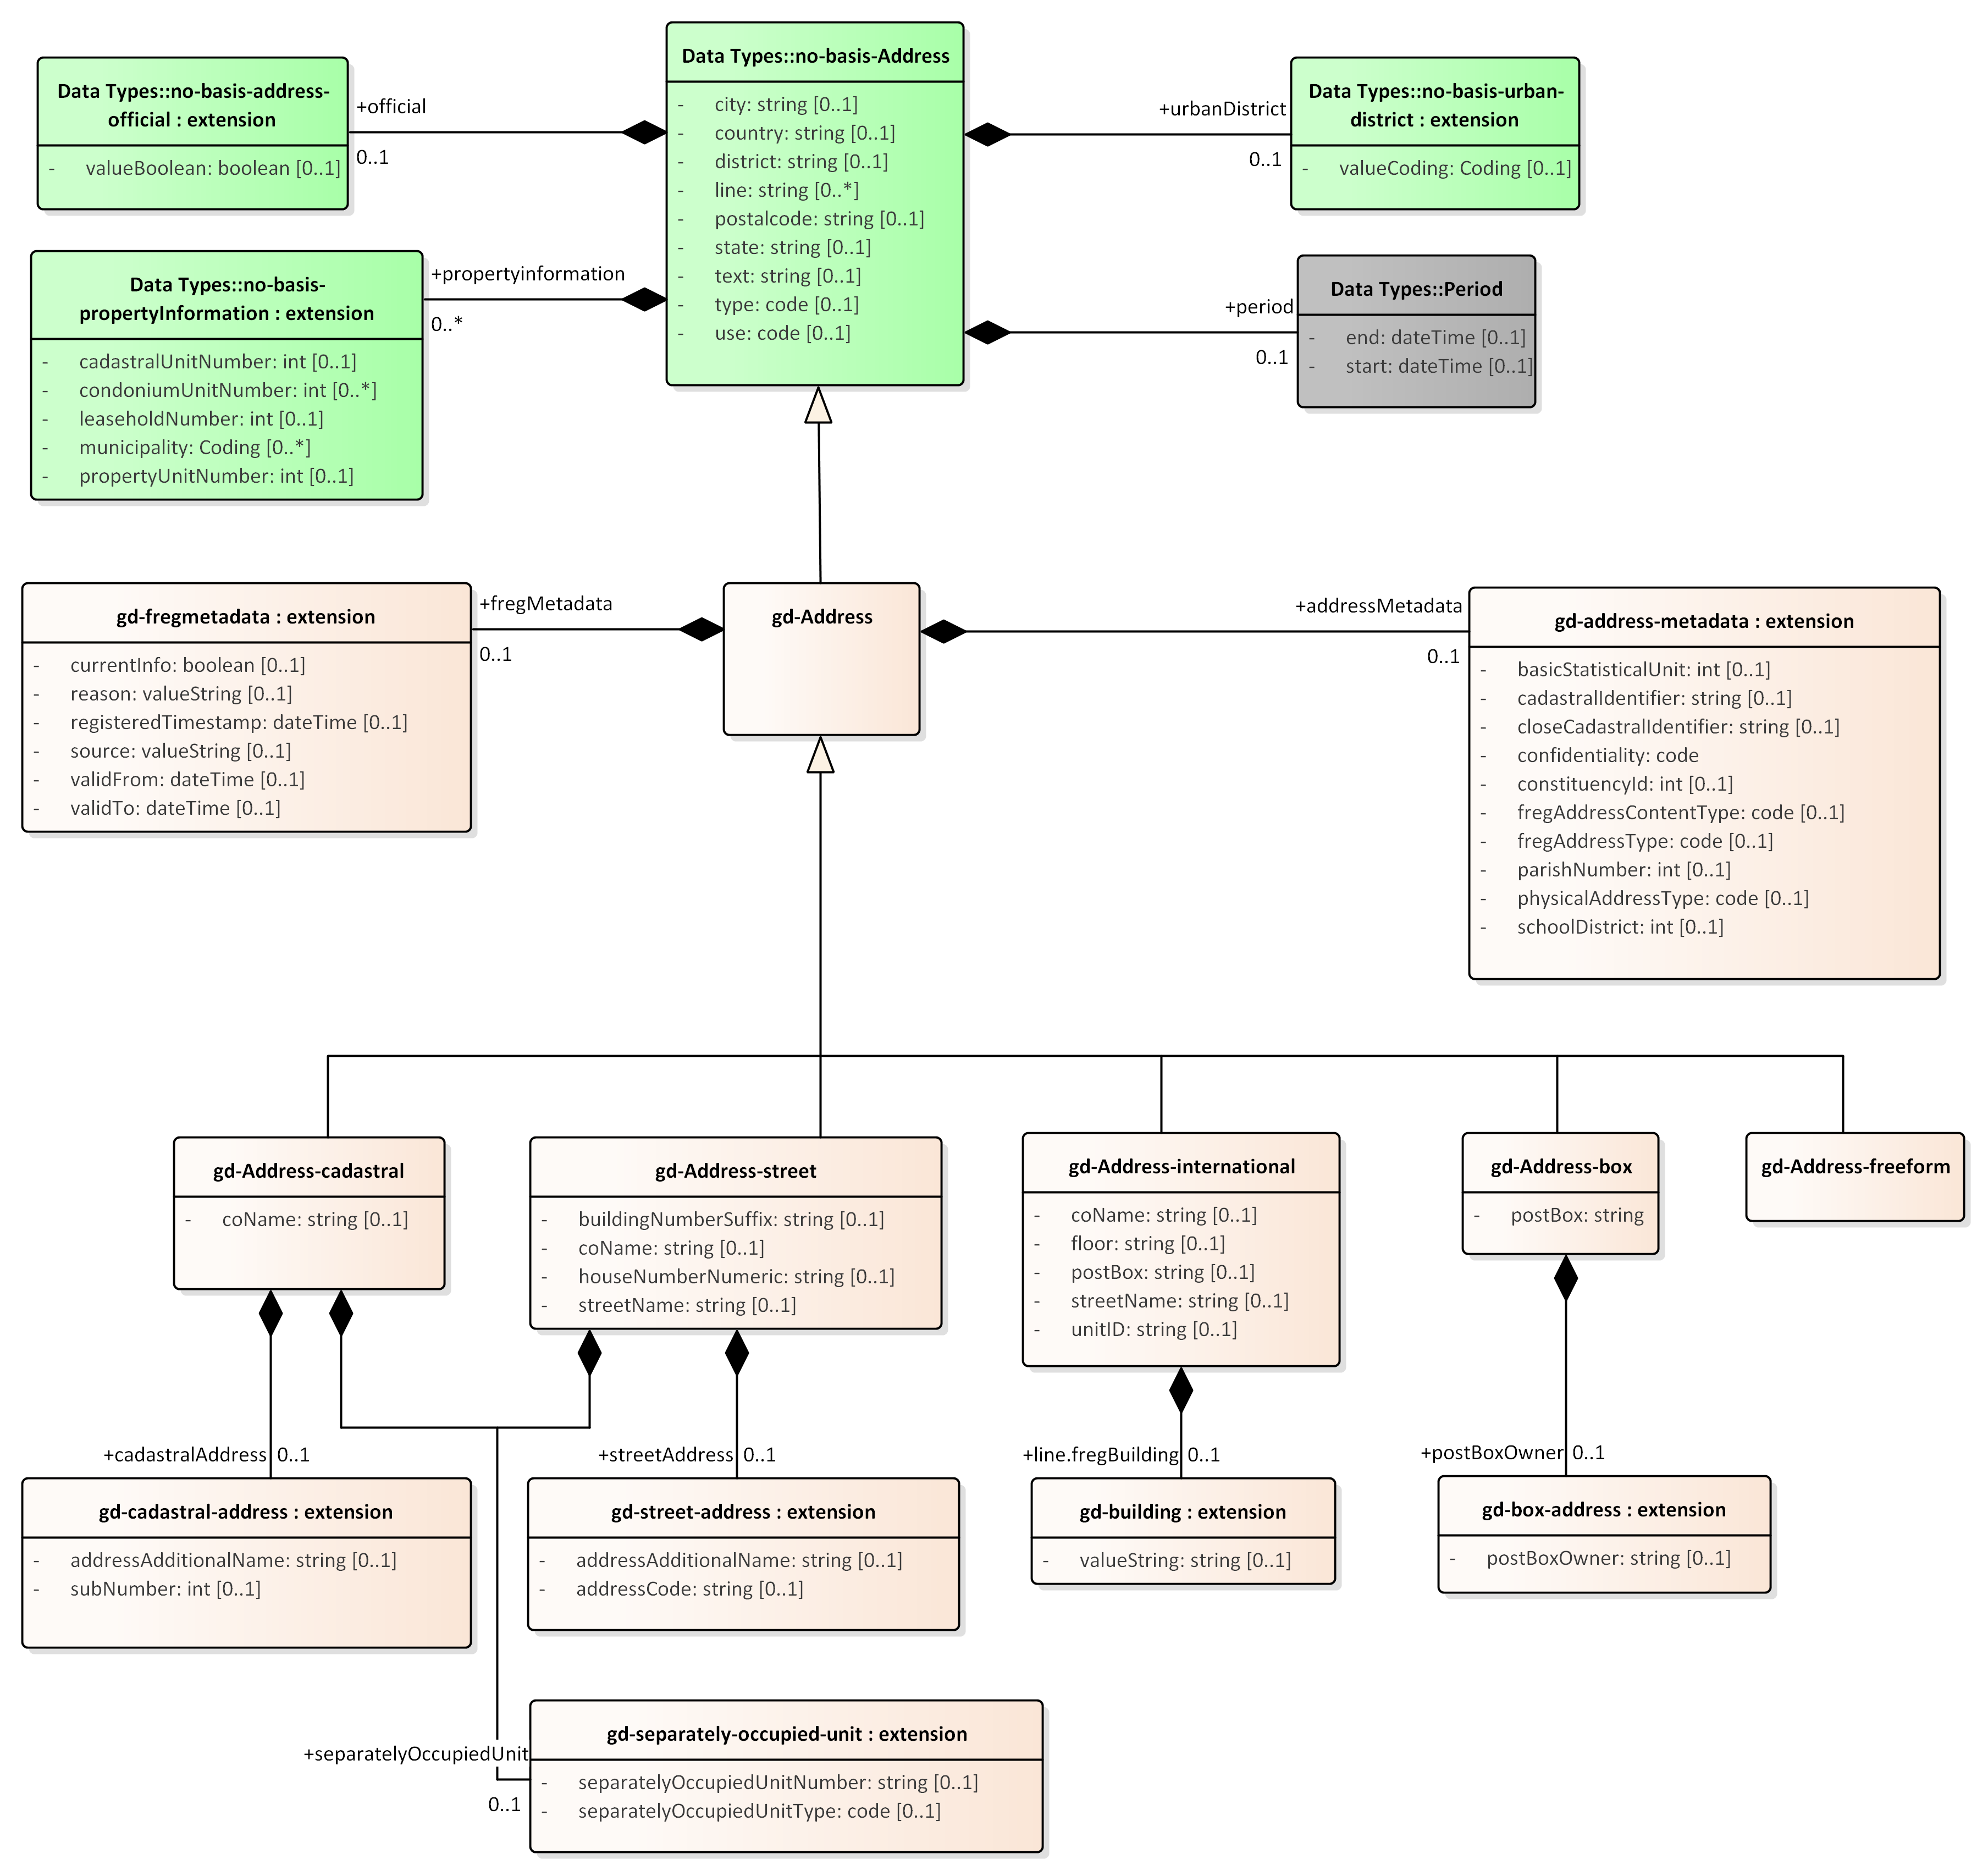 Data Types::no-basis-address-
official : extension
- valueBoolean: boolean [0..1]
+official
0..1
Data Types::no-basis-Address
- city: string [0..1]
- country: string [0..1]
- district: string [0..1]
- line: string [0..*]
- postalcode: string [0..1]
- state: string [0..1]
- text: string [0..1]
- type: code [0..1]
- use: code [0..1]
+urbanDistrict
0..1
Data Types::no-basis-urban-
district : extension
- valueCoding: Coding [0..1]
Data Types::no-basis-
propertyInformation : extension
- cadastralUnitNumber: int [0..1]
- condoniumUnitNumber: int [0..*]
- leaseholdNumber: int [0..1]
- municipality: Coding [0..*]
- propertyUnitNumber: int [0..1]
+propertyinformation
0..*
+period
0..1
Data Types::Period
- end: dateTime [0..1]
- start: dateTime [0..1]
gd-fregmetadata : extension
- currentInfo: boolean [0..1]
- reason: valueString [0..1]
- registeredTimestamp: dateTime [0..1]
- source: valueString [0..1]
- validFrom: dateTime [0..1]
- validTo: dateTime [0..1]
+fregMetadata
0..1
gd-Address
+addressMetadata
0..1
gd-address-metadata : extension
- basicStatisticalUnit: int [0..1]
- cadastralIdentifier: string [0..1]
- closeCadastralIdentifier: string [0..1]
- confidentiality: code
- constituencyId: int [0..1]
- fregAddressContentType: code [0..1]
- fregAddressType: code [0..1]
- parishNumber: int [0..1]
- physicalAddressType: code [0..1]
- schoolDistrict: int [0..1]
gd-Address-cadastral
- coName: string [0..1]
gd-Address-street
- buildingNumberSuffix: string [0..1]
- coName: string [0..1]
- houseNumberNumeric: string [0..1]
- streetName: string [0..1]
gd-Address-international
- coName: string [0..1]
- floor: string [0..1]
- postBox: string [0..1]
- streetName: string [0..1]
- unitID: string [0..1]
gd-Address-box
- postBox: string
gd-Address-freeform
+cadastralAddress 0..1
+streetAddress 0..1
+line.fregBuilding 0..1
+postBoxOwner 0..1
gd-cadastral-address : extension
- addressAdditionalName: string [0..1]
- subNumber: int [0..1]
gd-street-address : extension
- addressAdditionalName: string [0..1]
- addressCode: string [0..1]
gd-building : extension
- valueString: string [0..1]
gd-box-address : extension
- postBoxOwner: string [0..1]
+separatelyOccupiedUnit
0..1
gd-separately-occupied-unit : extension
- separatelyOccupiedUnitNumber: string [0..1]
- separatelyOccupiedUnitType: code [0..1]